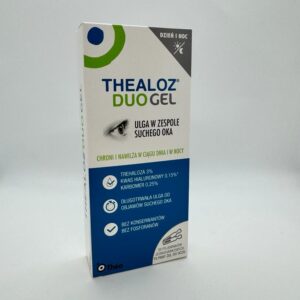 DZIEŃ I NOC
THEALOZ®
DUO GEL
ULGA W ZESPOLE
SUCHEGO OKA
CHRONI I NAWILŻA W CIĄGU DNIA I W NOCY
TREHALOZA 3%
KWAS HIALURONOWY 0,15%
KARBOMER 0,25%
DŁUGOTRWAŁA ULGA DO
OBJAWÓW SUCHEGO OKA
BEZ KONSERWANTÓW
BEZ FOSFORANÓW
Théa